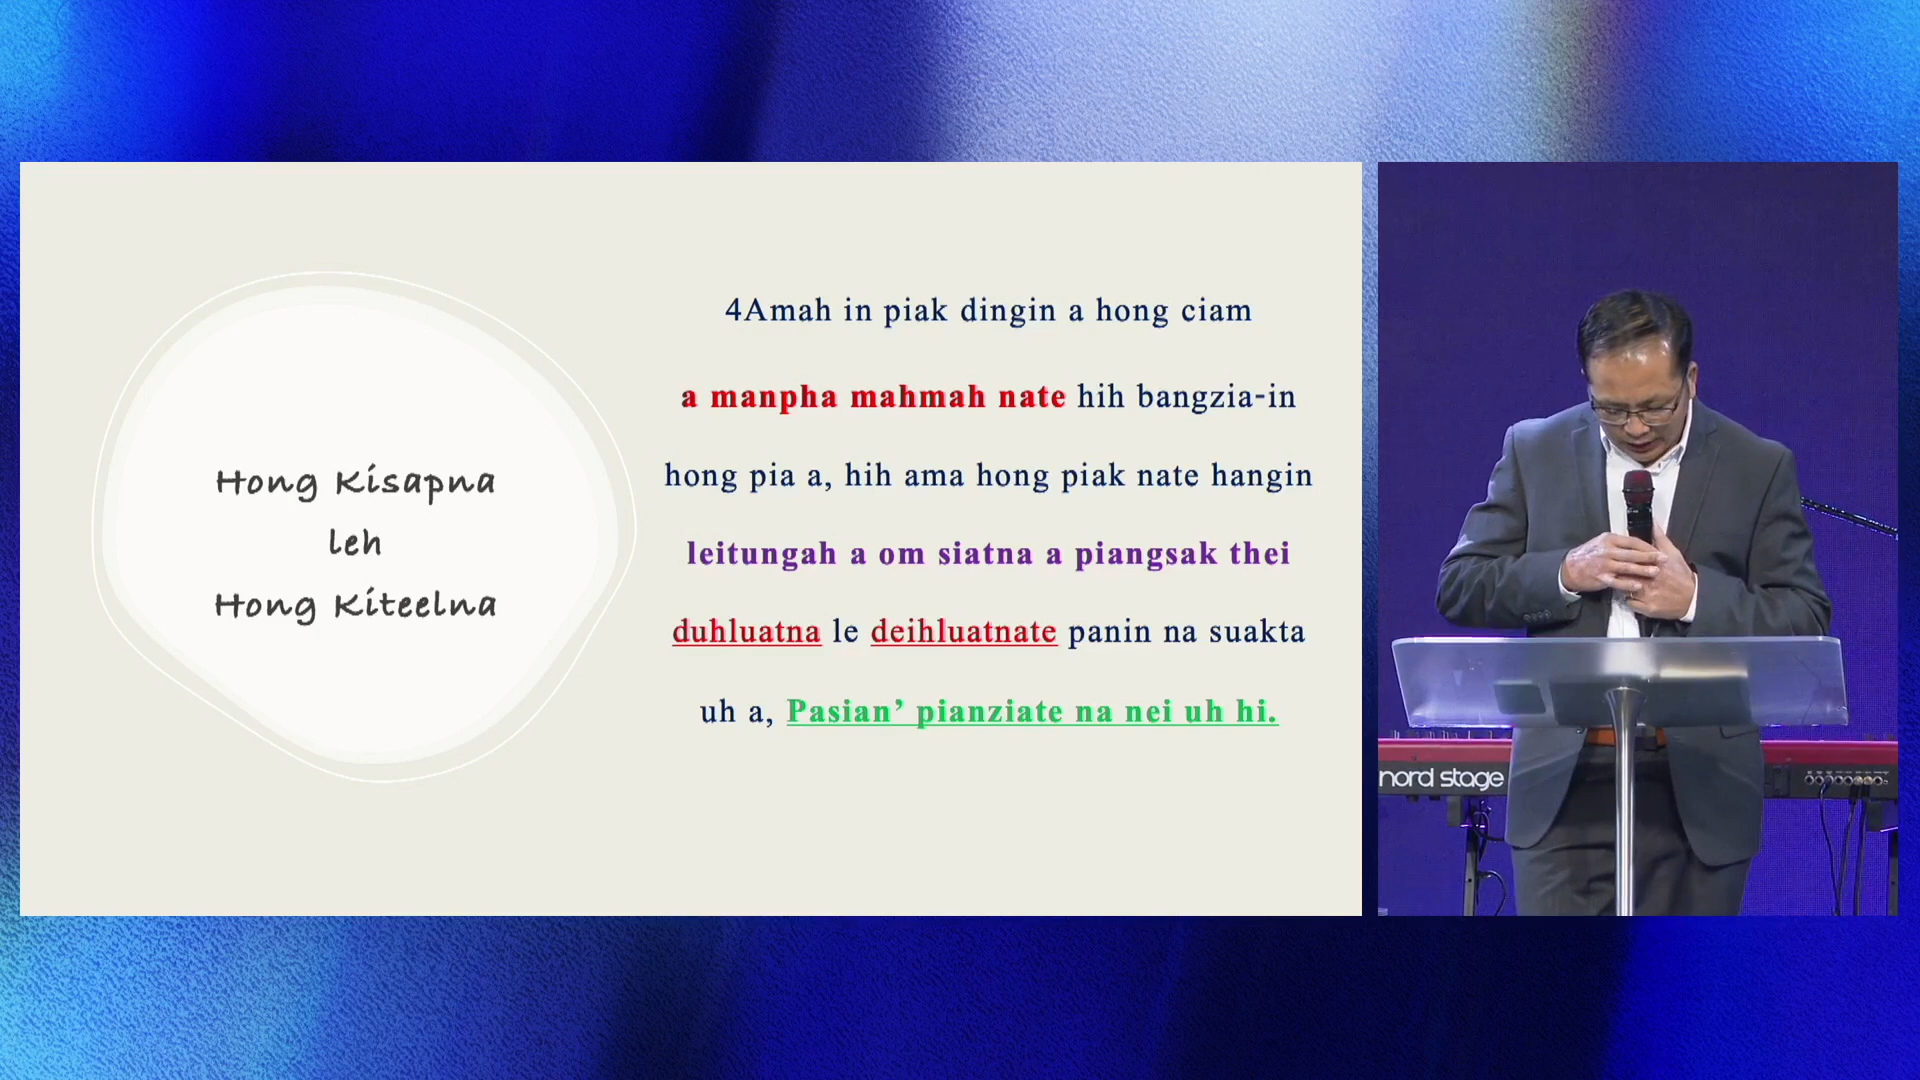 Hong Kisapna
leh
Hong Kiteelna
4Amah in piak dingin a hong ciam
a manpha mahmah nate hih bangzia-in
hong pia a, hih ama hong piak nate hangin
leitungah a om siatna a piangsak thei
duhluatna le deihluatnate panin na suakta
uh a, Pasian’ pianziate na nei uh hi.
nord stage